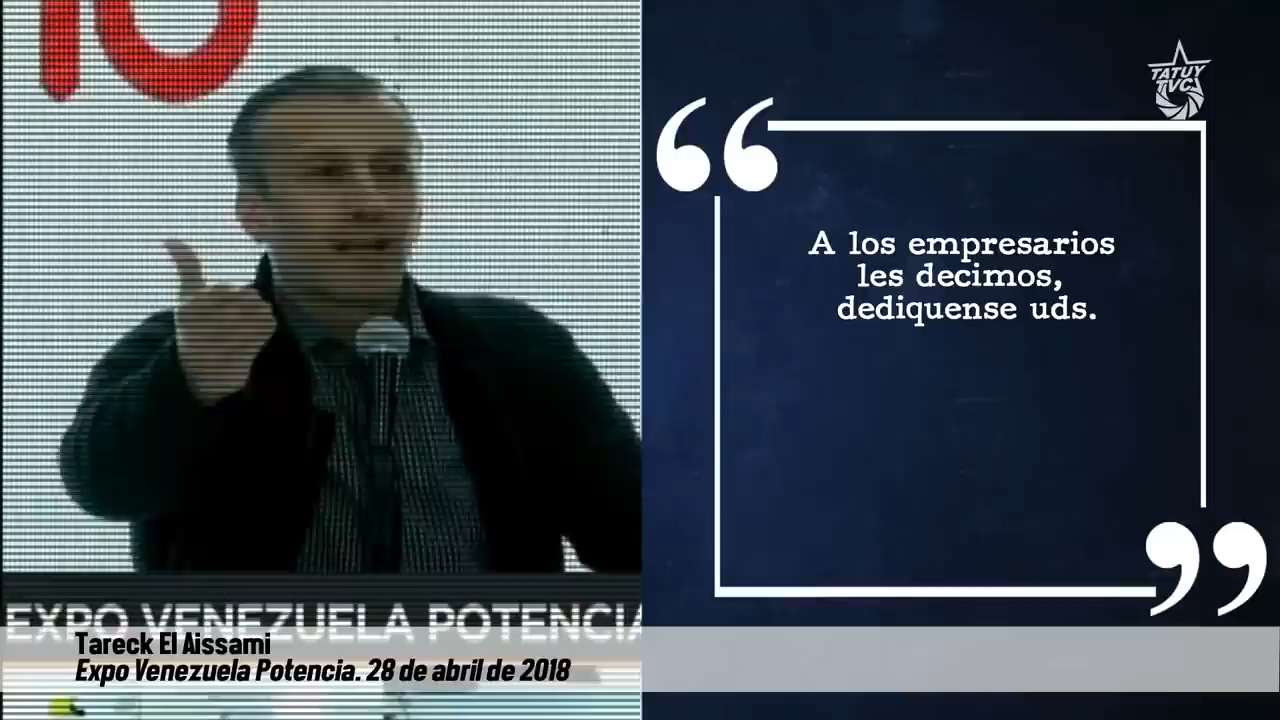 TATUY
TVC
A los empresarios
les decimos,
dediquense uds.
EXPO VENEZUELA POTENCIA
Tareck El Aissami
Expo Venezuela Potencia. 28 de abril de 2018